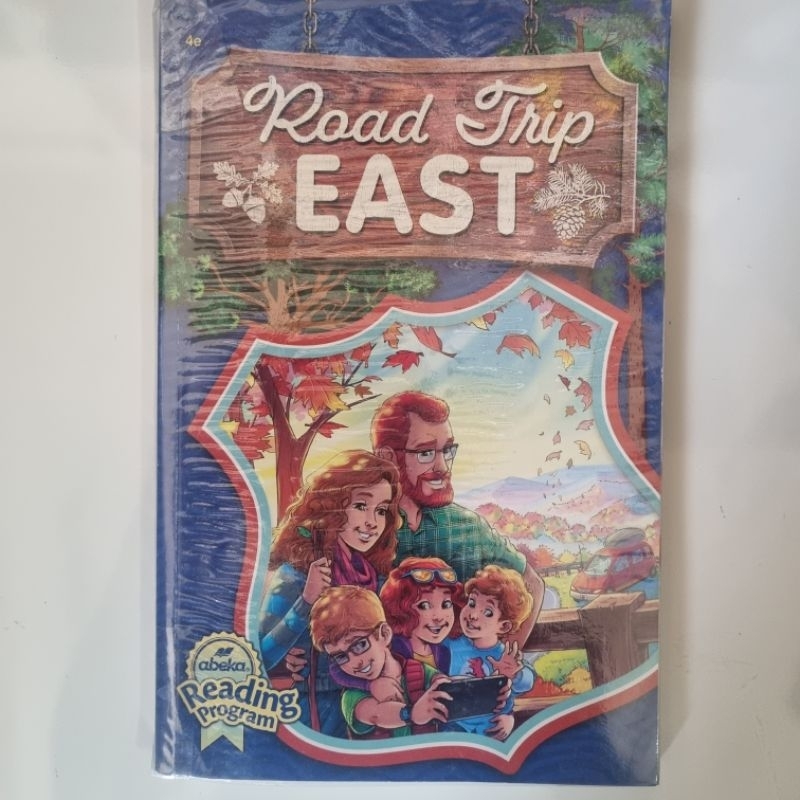 4e
Road Trip
EAST
abeka
Reading
Program